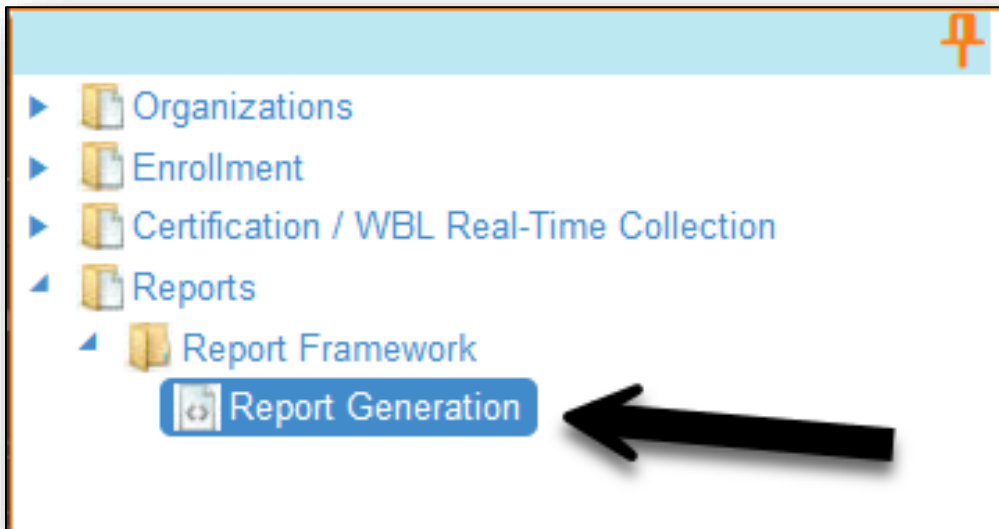 Organizations
Enrollment
Certification / WBL Real-Time Collection
Reports
Report Framework
Report Generation